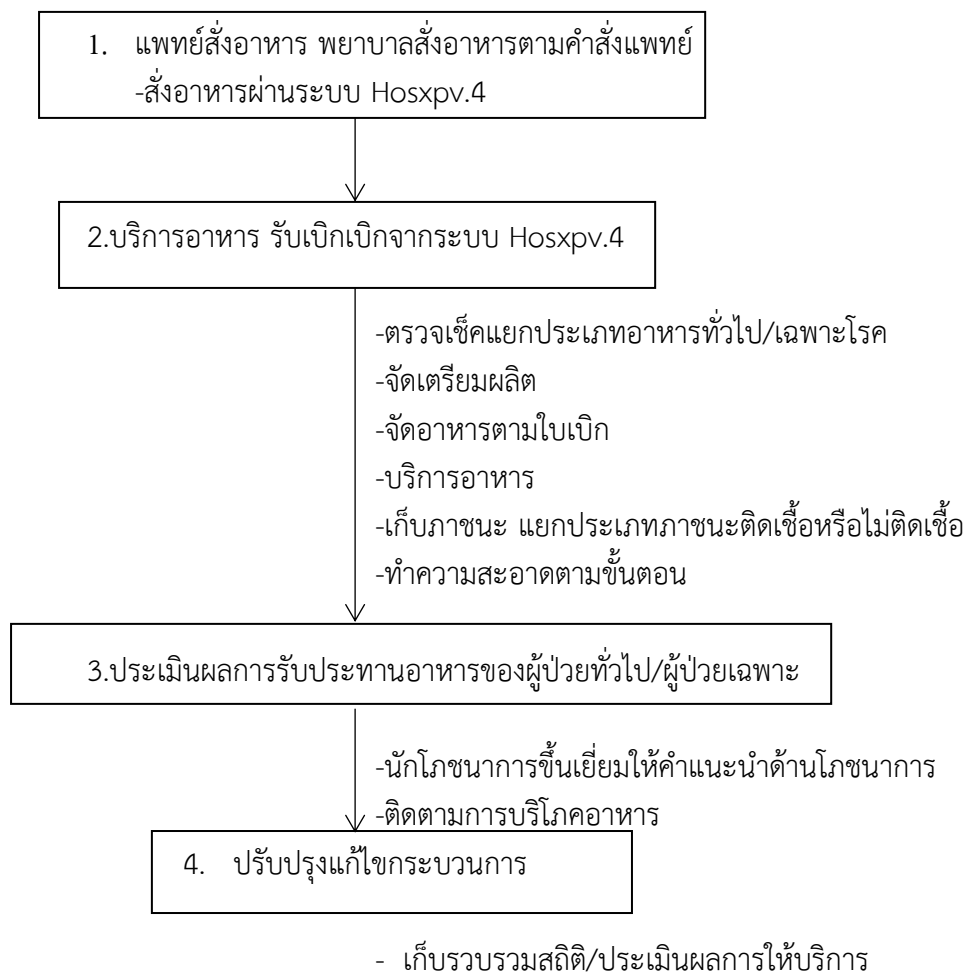 1. แพทย์สั่งอาหาร พยาบาลสั่งอาหารตามคำสั่งแพทย์
-สั่งอาหารผ่านระบบ Hosxpv.4
2.บริการอาหาร รับเบิกเบิกจากระบบ Hosxpv.4
-ตรวจเช็คแยกประเภทอาหารทั่วไป/เฉพาะโรค
-จัดเตรียมผลิต
-จัดอาหารตามใบเบิก
-บริการอาหาร
-เก็บภาชนะ แยกประเภทภาชนะติดเชื้อหรือไม่ติดเชื้อ
-ทำความสะอาดตามขั้นตอน
3.ประเมินผลการรับประทานอาหารของผู้ป่วยทั่วไป/ผู้ป่วยเฉพาะ
-นักโภชนาการขึ้นเยี่ยมให้คำแนะนำด้านโภชนาการ
-ติดตามการบริโภคอาหาร
4. ปรับปรุงแก้ไขกระบวนการ
- เก็บรวบรวมสถิติ/ประเมินผลการให้บริการ